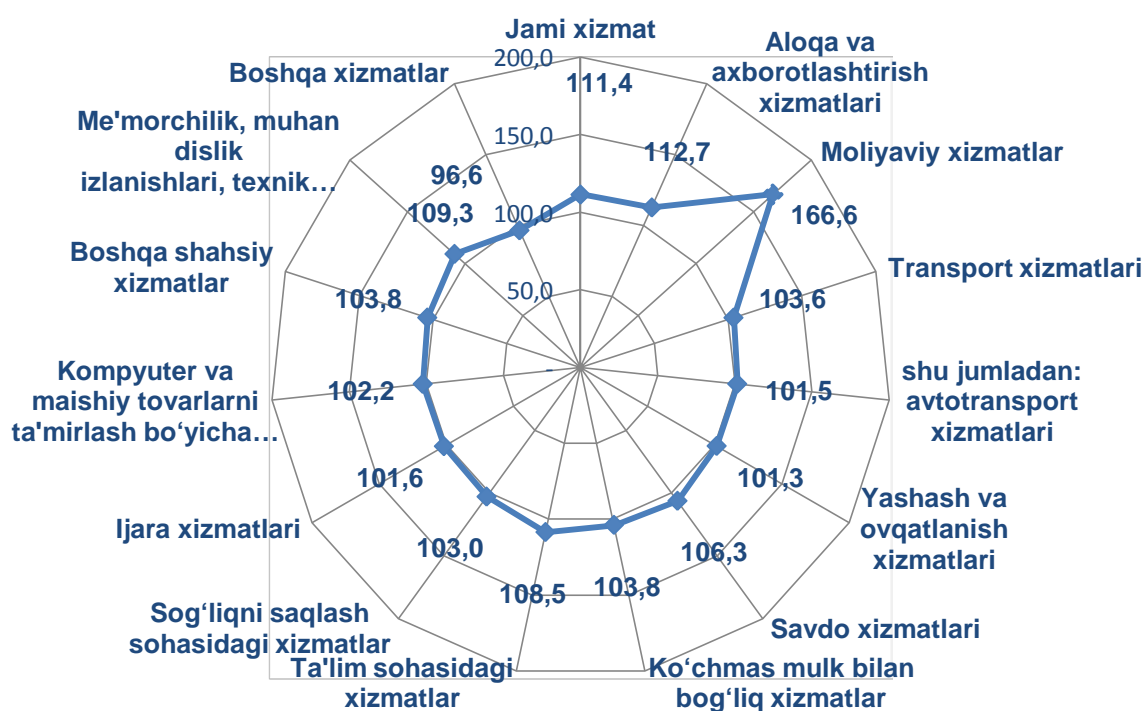 Jami xizmat
111,4
Aloqa va
axborotlashtirish
xizmatlari
112,7
Moliyaviy xizmatlar
166,6
Transport xizmatlari
103,6
shu jumladan:
avtotransport
xizmatlari
101,5
Yashash va
ovqatlanish
xizmatlari
101,3
Savdo xizmatlari
106,3
Ko‘chmas mulk bilan
bog‘liq xizmatlar
103,8
Ta'lim sohasidagi
xizmatlar
108,5
Sog‘liqni saqlash
sohasidagi xizmatlar
103,0
Ijara xizmatlari
101,6
Kompyuter va
maishiy tovarlarni
ta'mirlash bo‘yicha…
102,2
Boshqa shahsiy
xizmatlar
103,8
Me'morchilik, muhan
dislik
izlanishlari, texnik…
109,3
Boshqa xizmatlar
96,6
200,0
150,0
100,0
50,0
-